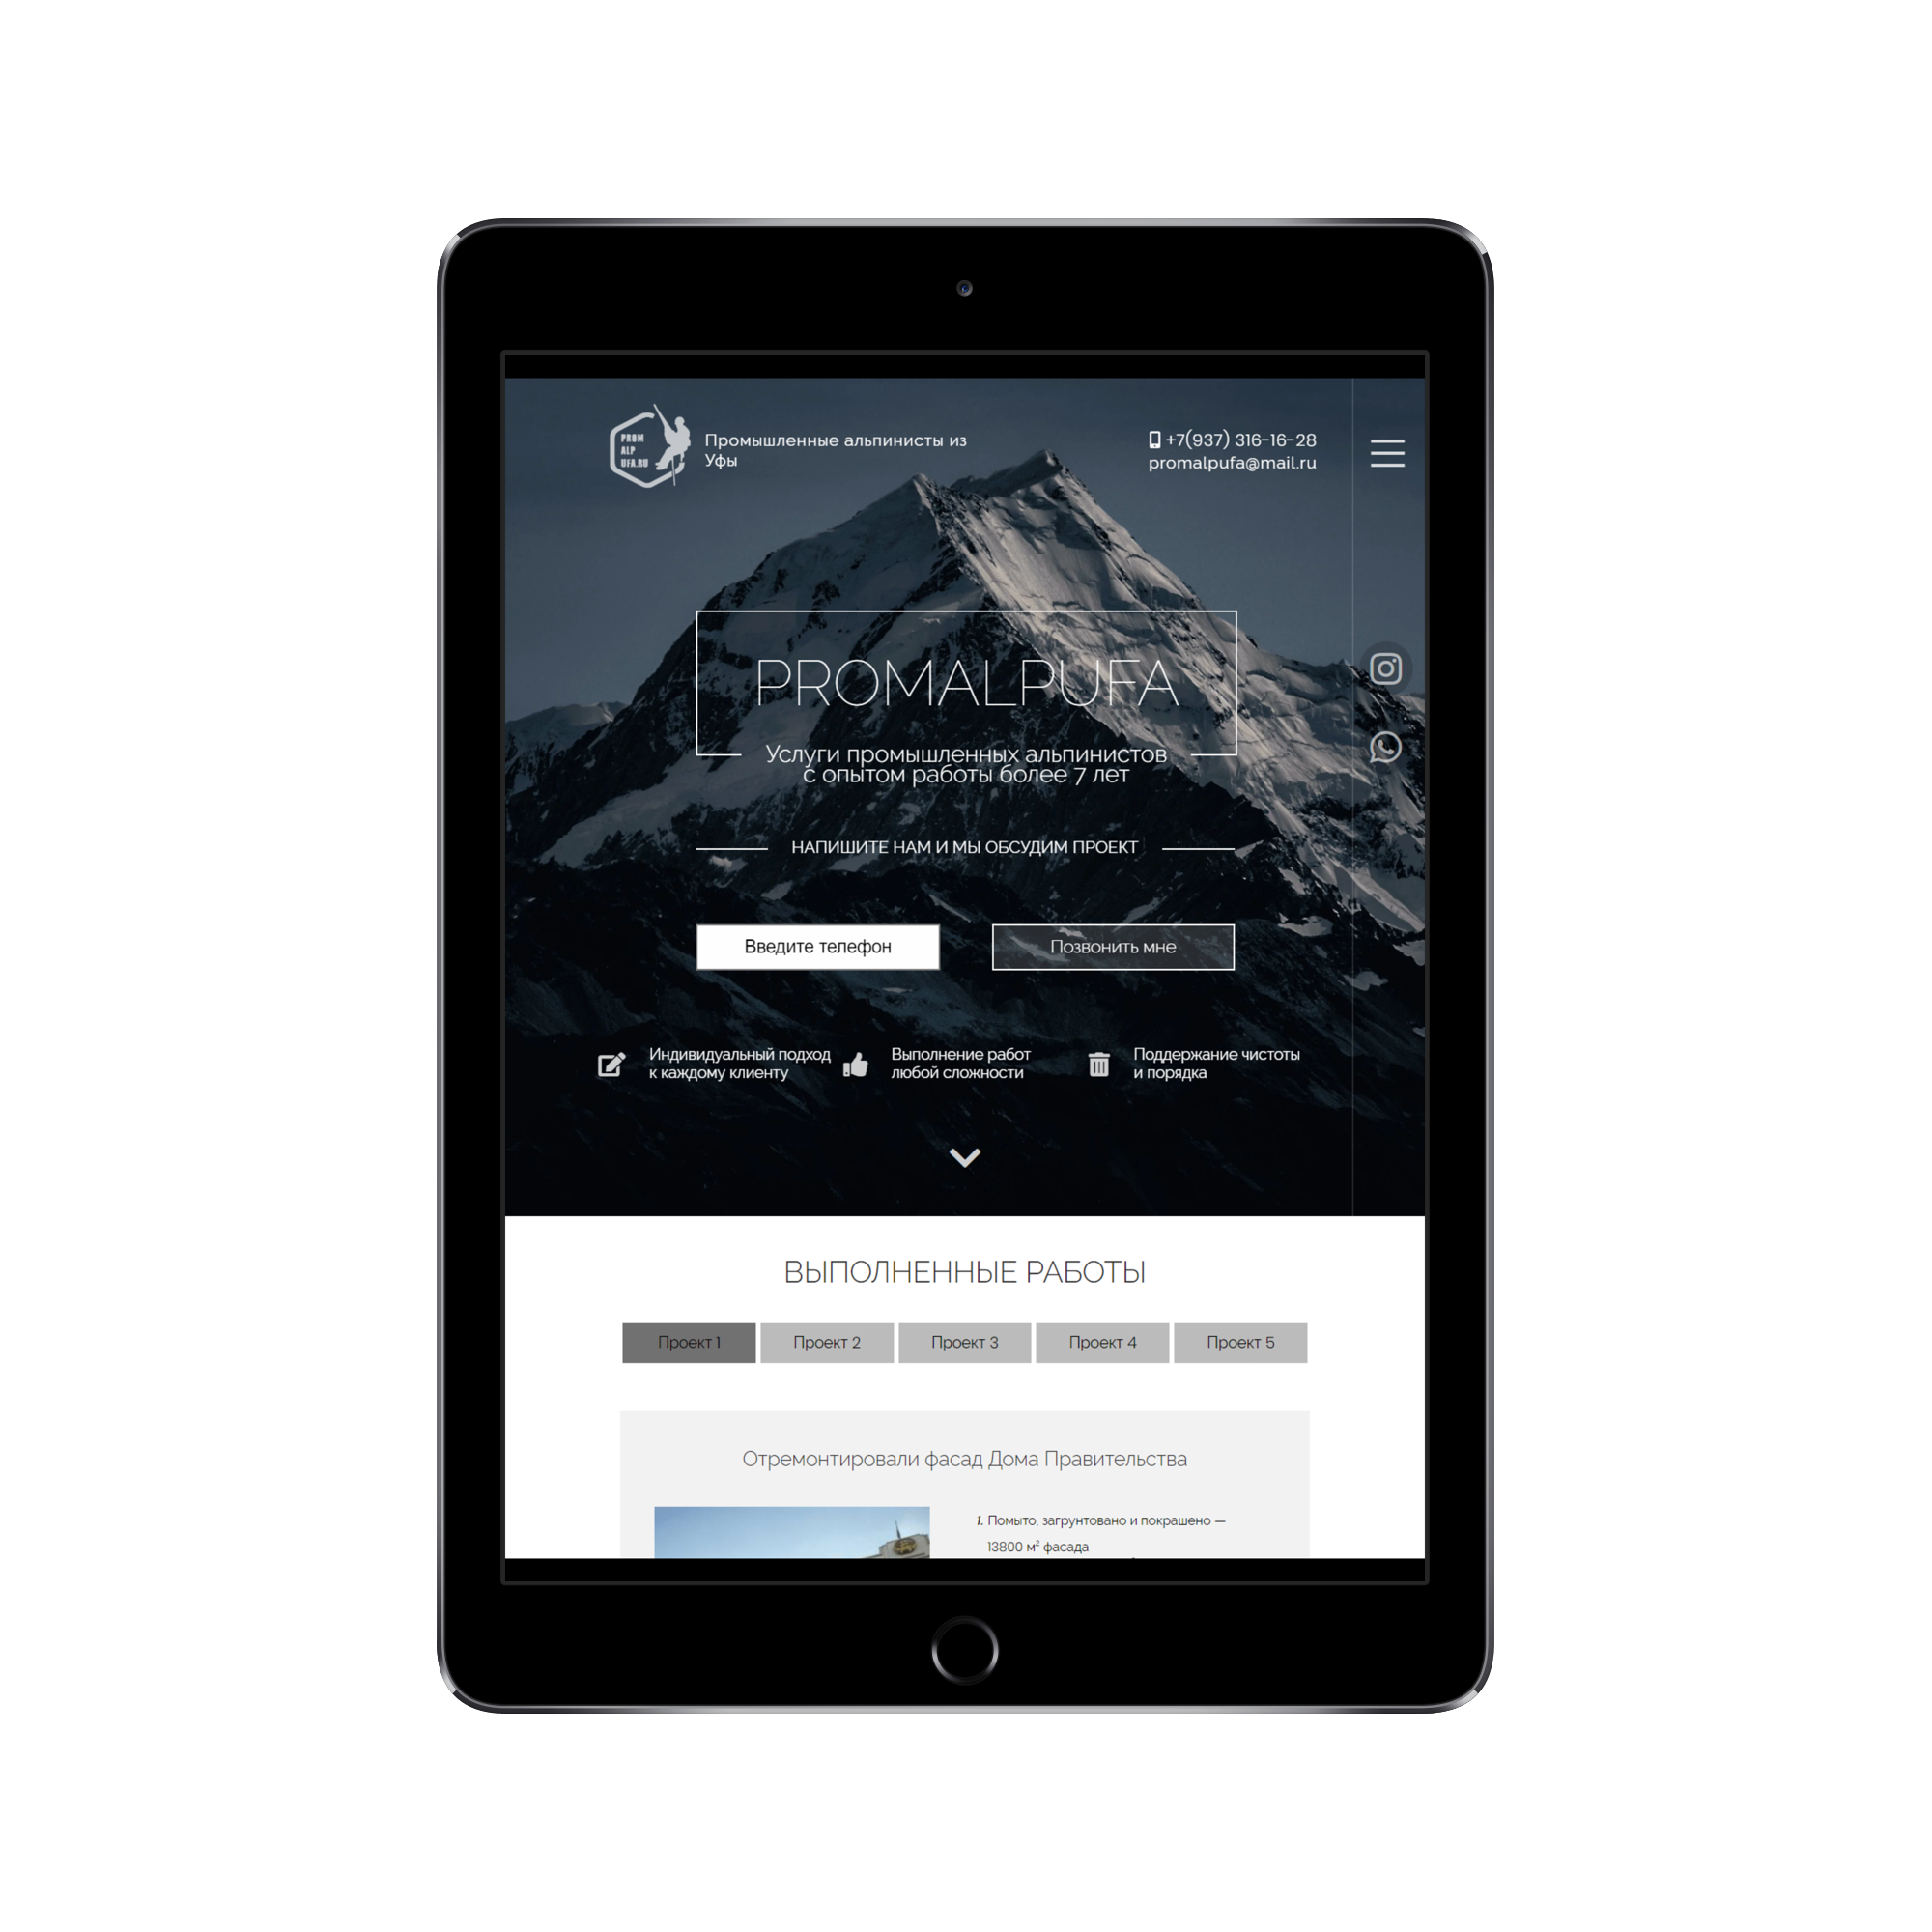 PROM
ALP
UFA.RU
Промышленные альпинисты из
Уфы
+7(937) 316-16-28
promalpufa@mail.ru
PROMALPUFA
Услуги промышленных альпинистов
с опытом работы более 7 лет
НАПИШИТЕ НАМ И МЫ ОБСУДИМ ПРОЕКТ
Введите телефон
Позвонить мне
Индивидуальный подход
к каждому клиенту
Выполнение работ
любой сложности
Поддержание чистоты
и порядка
ВЫПОЛНЕННЫЕ РАБОТЫ
Проект 1
Проект 2
Проект 3
Проект 4
Проект 5
Отремонтировали фасад Дома Правительства
1. Помыто, загрунтовано и покрашено —
13800 м² фасада